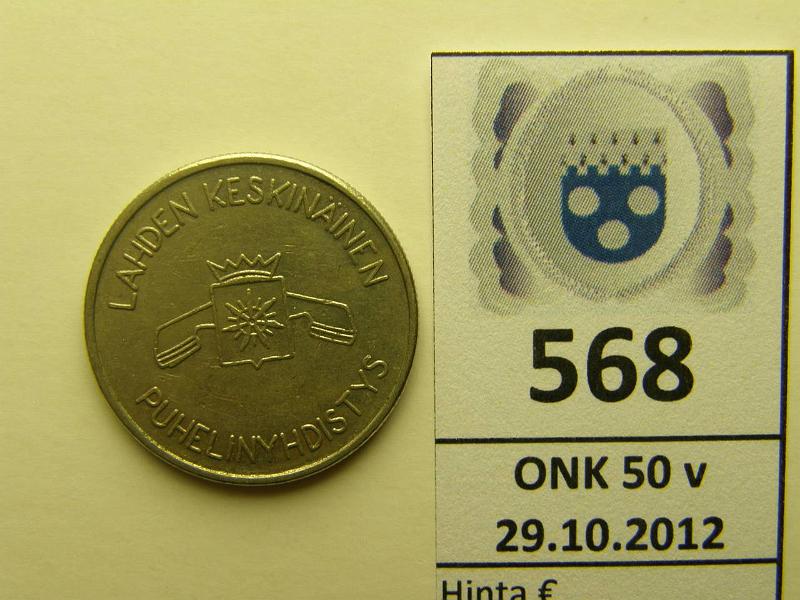 LAHDEN KESKINÄINEN
PUHELINYHDISTYS
568
ONK 50 v
29.10.2012
Hinta €